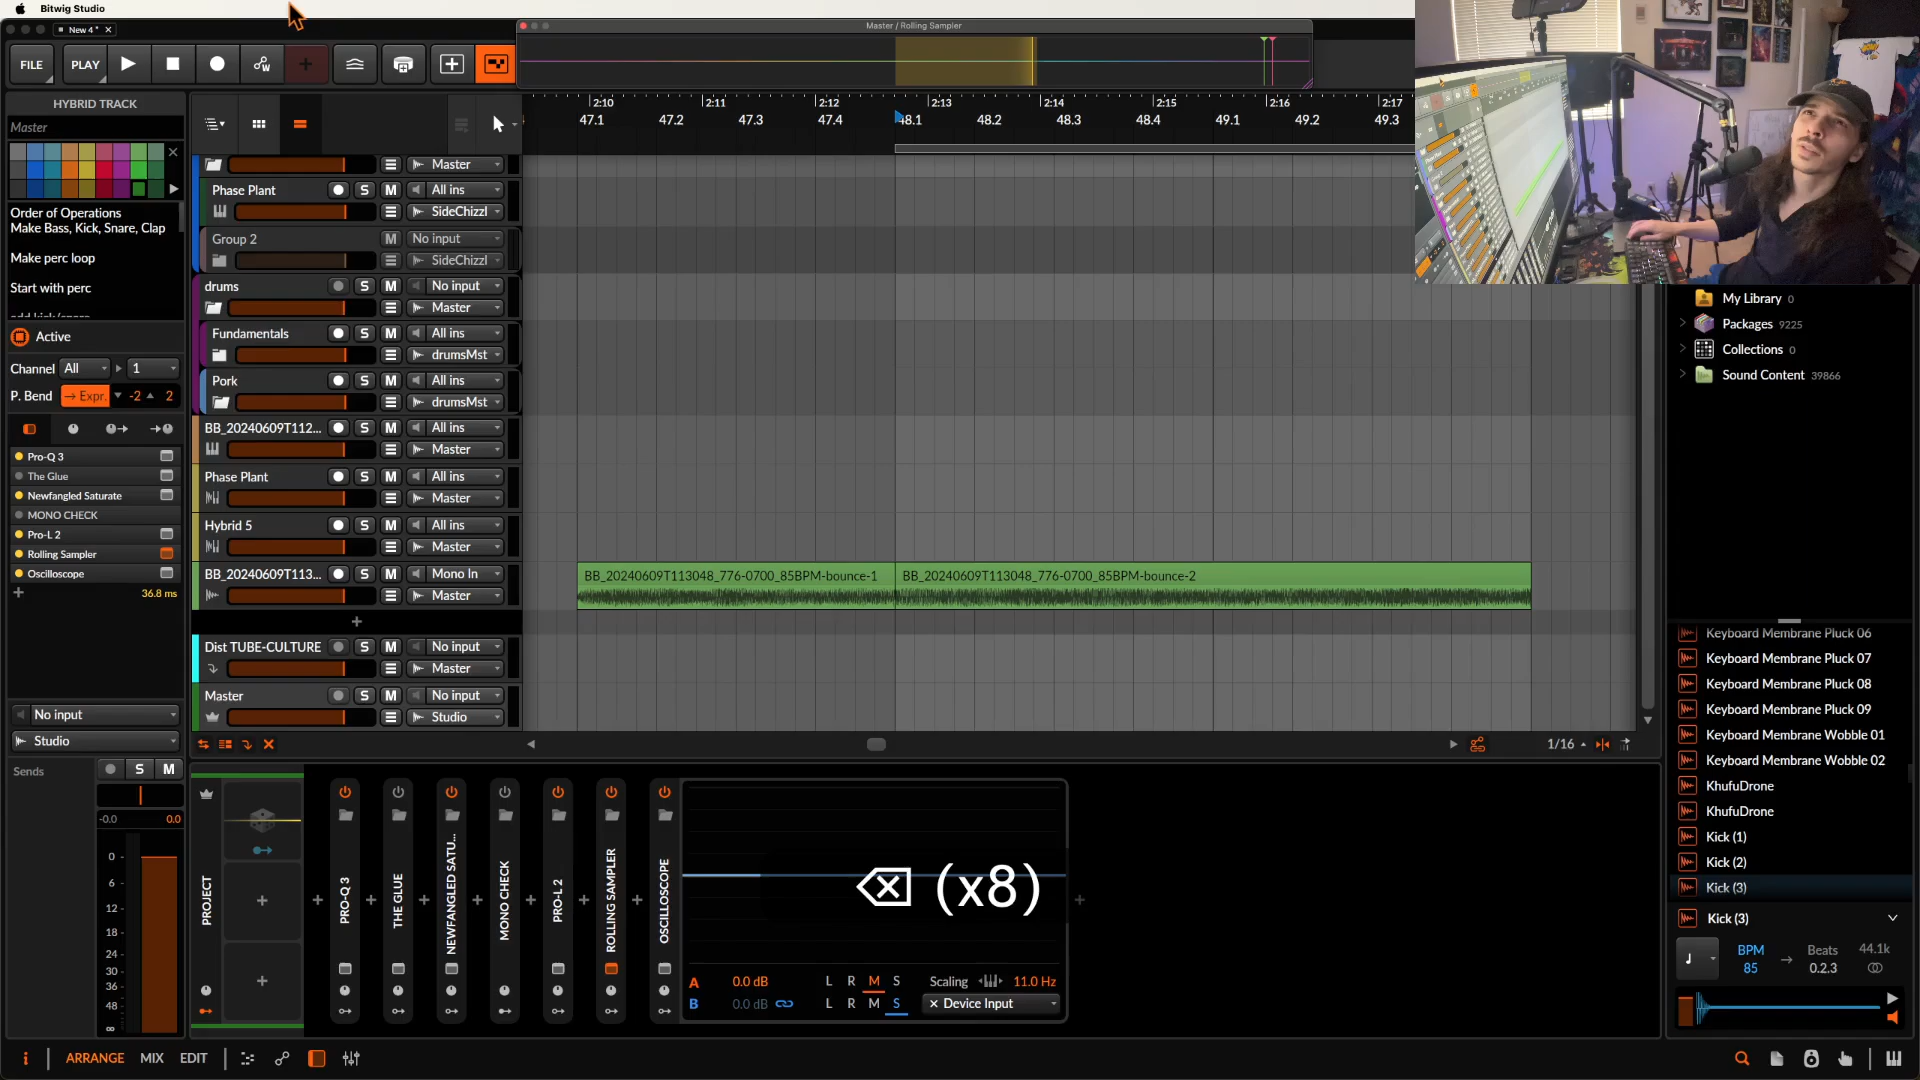 Bitwig Studio
New 4 *
Master / Rolling Sampler
FILE
PLAY
HYBRID TRACK
Master
Order of Operations
Make Bass, Kick, Snare, Clap
Make perc loop
Start with perc
Active
Channel All 1
P. Bend → Expr. -2 2
Pro-Q 3
The Glue
Newfangled Saturate
MONO CHECK
Pro-L 2
Rolling Sampler
Oscilloscope
36.8 ms
No input
Studio
Sends
S M
-0.0 0.0
0
6
12
18
24
30
36
48
∞
2:10 2:11 2:12 2:13 2:14 2:15 2:16 2:17
47.1 47.2 47.3 47.4 48.1 48.2 48.3 48.4 49.1 49.2 49.3
Master
Phase Plant S M All ins
SideChizzl
Group 2 M No input
SideChizzl
drums S M No input
Master
Fundamentals S M All ins
drumsMst
Pork S M All ins
drumsMst
BB_20240609T112... S M All ins
Master
Phase Plant S M All ins
Master
Hybrid 5 S M All ins
Master
BB_20240609T113... S M Mono In
Master
BB_20240609T113048_776-0700_85BPM-bounce-1
BB_20240609T113048_776-0700_85BPM-bounce-2
Dist TUBE-CULTURE S M No input
Master
Master S M No input
Studio
1/16
PROJECT
PRO-Q 3
THE GLUE
NEWFANGLED SATU...
MONO CHECK
PRO-L 2
ROLLING SAMPLER
OSCILLOSCOPE
(x8)
A 0.0 dB L R M S Scaling 11.0 Hz
B 0.0 dB L R M S × Device Input
My Library 0
Packages 9225
Collections 0
Sound Content 39866
Keyboard Membrane Pluck 06
Keyboard Membrane Pluck 07
Keyboard Membrane Pluck 08
Keyboard Membrane Pluck 09
Keyboard Membrane Wobble 01
Keyboard Membrane Wobble 02
KhufuDrone
KhufuDrone
Kick (1)
Kick (2)
Kick (3)
Kick (3)
BPM Beats 44.1k
85 → 0.2.3
i ARRANGE MIX EDIT